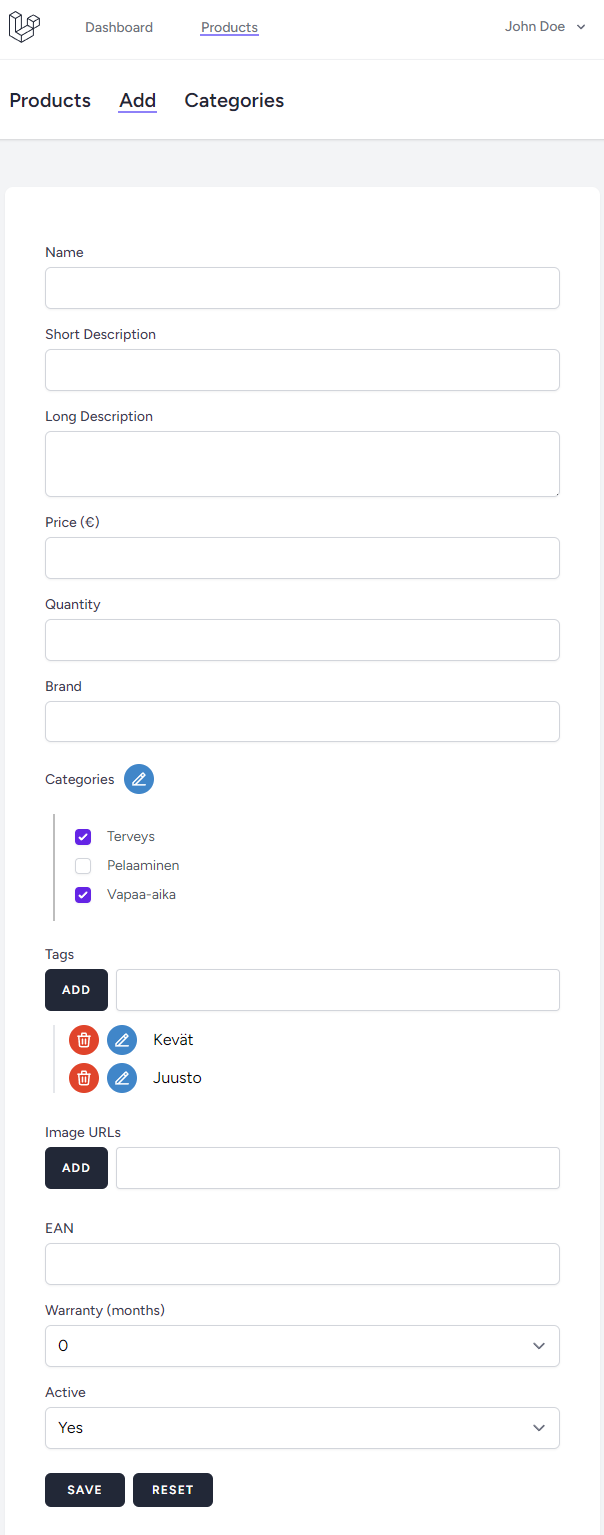 Dashboard Products John Doe
Products Add Categories
Name
Short Description
Long Description
Price (€)
Quantity
Brand
Categories
Terveys
Pelaaminen
Vapaa-aika
Tags
ADD
Kevät
Juusto
Image URLs
ADD
EAN
Warranty (months)
0
Active
Yes
SAVE RESET